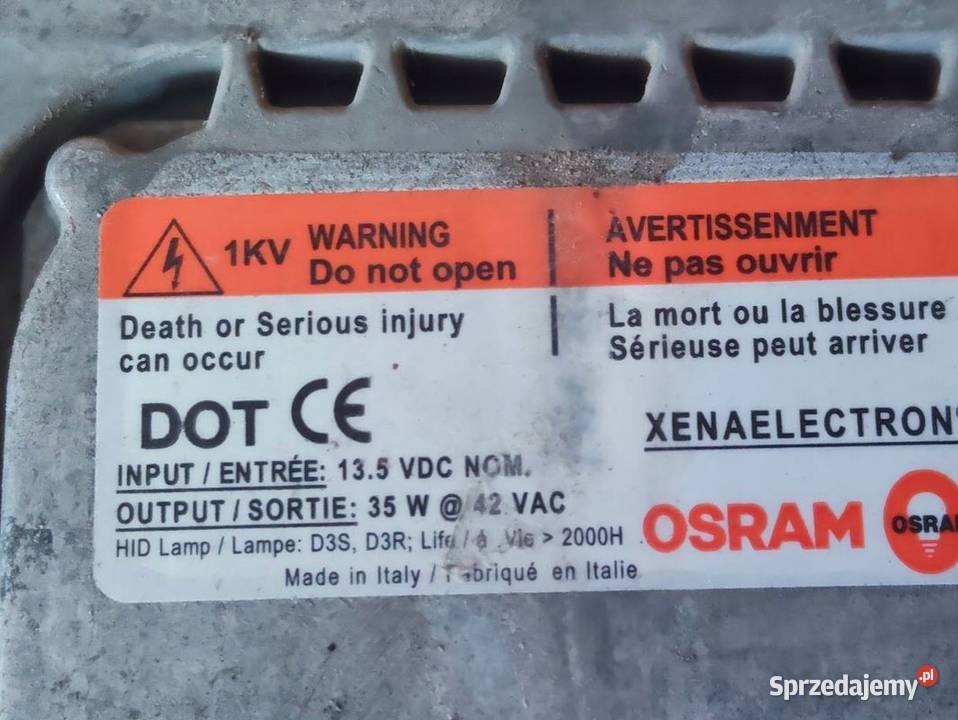 1KV WARNING
Do not open
AVERTISSENMENT
Ne pas ouvrir
Death or Serious injury
can occur
La mort ou la blessure
Sérieuse peut arriver
DOT CE
XENAELECTRON
INPUT / ENTRÉE: 13.5 VDC NOM.
OUTPUT / SORTIE: 35 W @ 42 VAC
HID Lamp / Lampe: D3S, D3R; Life / á Vie > 2000H
Made in Italy / Fabriqué en Italie
OSRAM
OSRAM
Sprzedajemy.pl